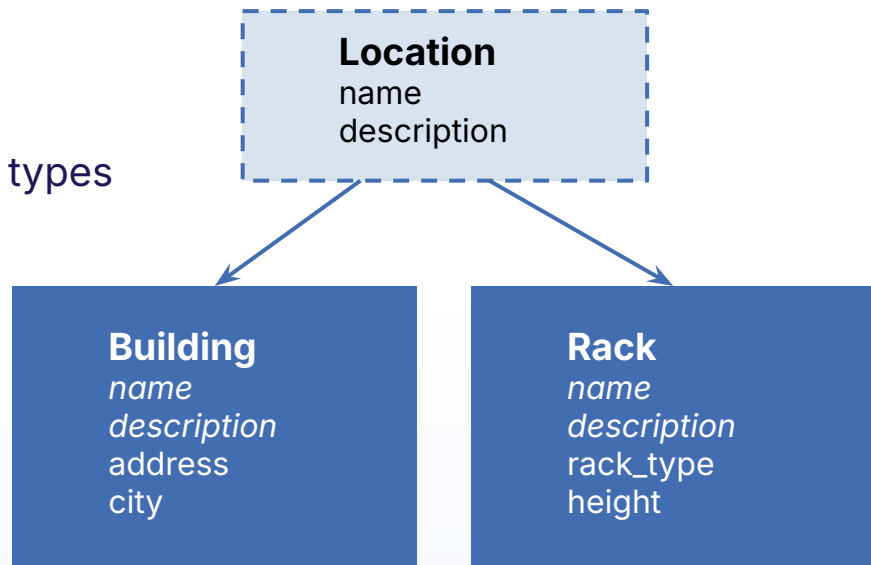 Location
name
description
types
Building
name
description
address
city
Rack
name
description
rack_type
height